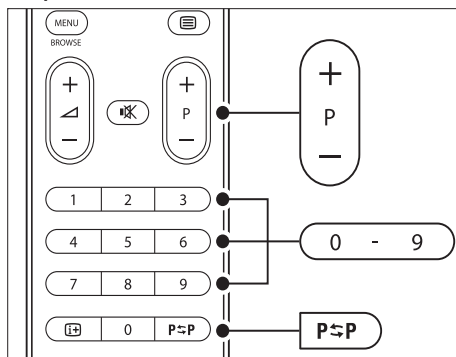 MENU
BROWSE
+ +
P
– –
+
P
–
1 2 3
4 5 6
0 - 9
7 8 9
i+ 0 P⇆P
P⇆P